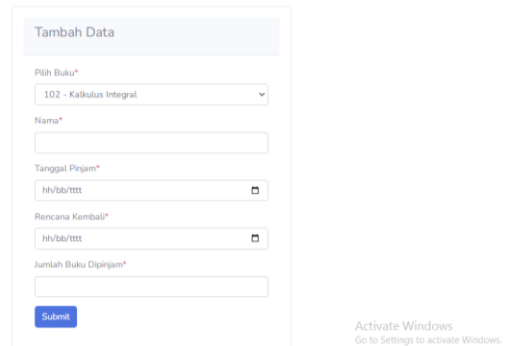 Tambah Data
Pilih Buku*
102 - Kalkulus Integral
Nama*
Tanggal Pinjam*
hh/bb/tttt
Rencana Kembali*
hh/bb/tttt
Jumlah Buku Dipinjam*
Submit
Activate Windows
Go to Settings to activate Windows.